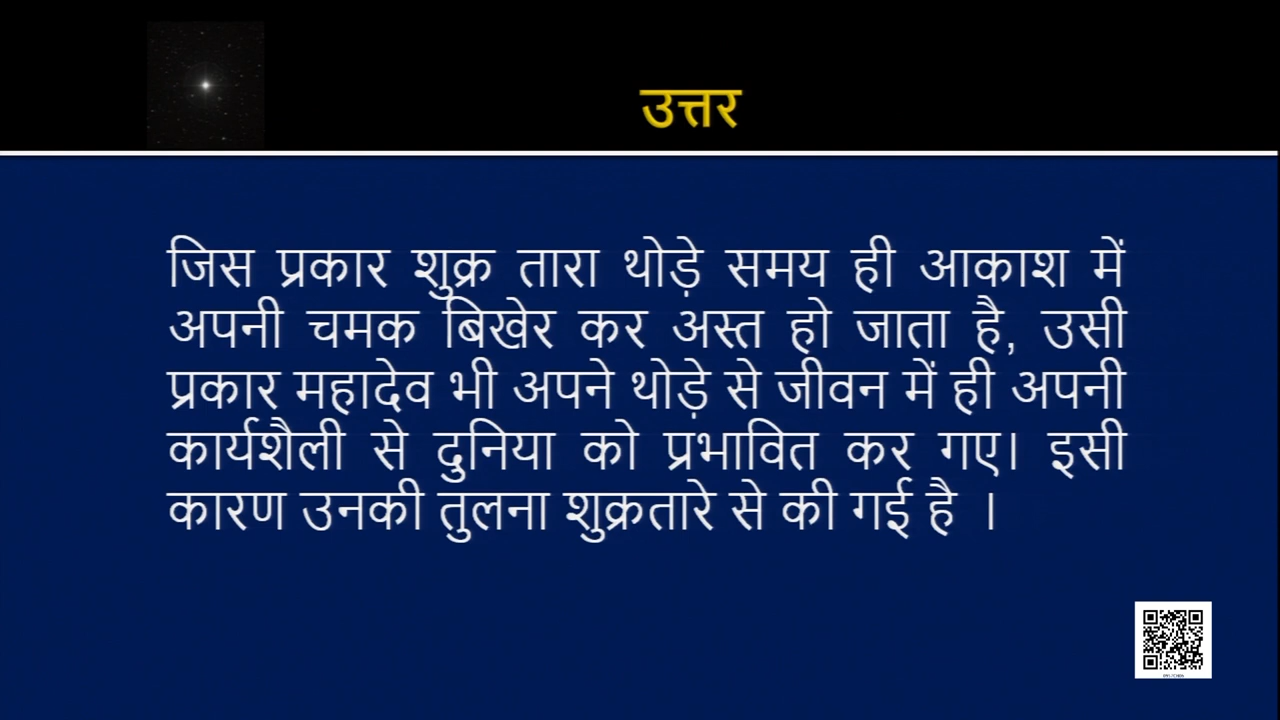 उत्तर
जिस प्रकार शुक्र तारा थोड़े समय ही आकाश में
अपनी चमक बिखेर कर अस्त हो जाता है, उसी
प्रकार महादेव भी अपने थोड़े से जीवन में ही अपनी
कार्यशैली से दुनिया को प्रभावित कर गए। इसी
कारण उनकी तुलना शुक्रतारे से की गई है ।